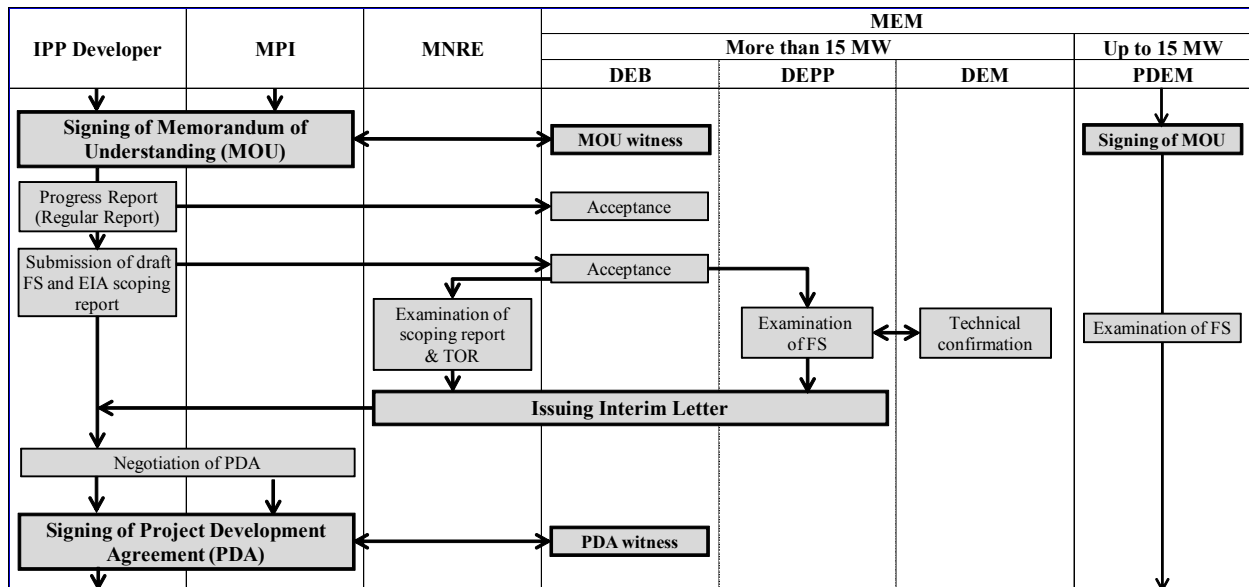 MEM
IPP Developer
MPI
MNRE
More than 15 MW
Up to 15 MW
DEB
DEPP
DEM
PDEM
Signing of Memorandum of
Understanding (MOU)
MOU witness
Signing of MOU
Progress Report
(Regular Report)
Acceptance
Submission of draft
FS and EIA scoping
report
Acceptance
Examination of
scoping report
& TOR
Examination
of FS
Technical
confirmation
Examination of FS
Issuing Interim Letter
Negotiation of PDA
Signing of Project Development
Agreement (PDA)
PDA witness